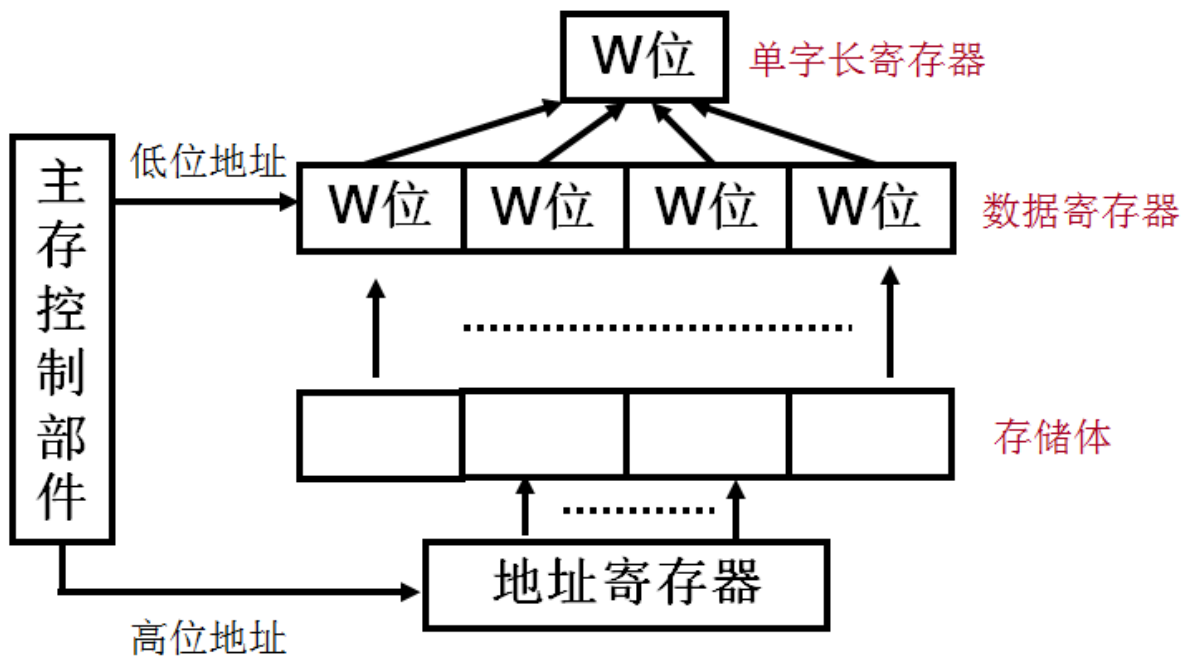 W位 单字长寄存器
低位地址
主存控制部件
W位 W位 W位 W位 数据寄存器
存储体
地址寄存器
高位地址